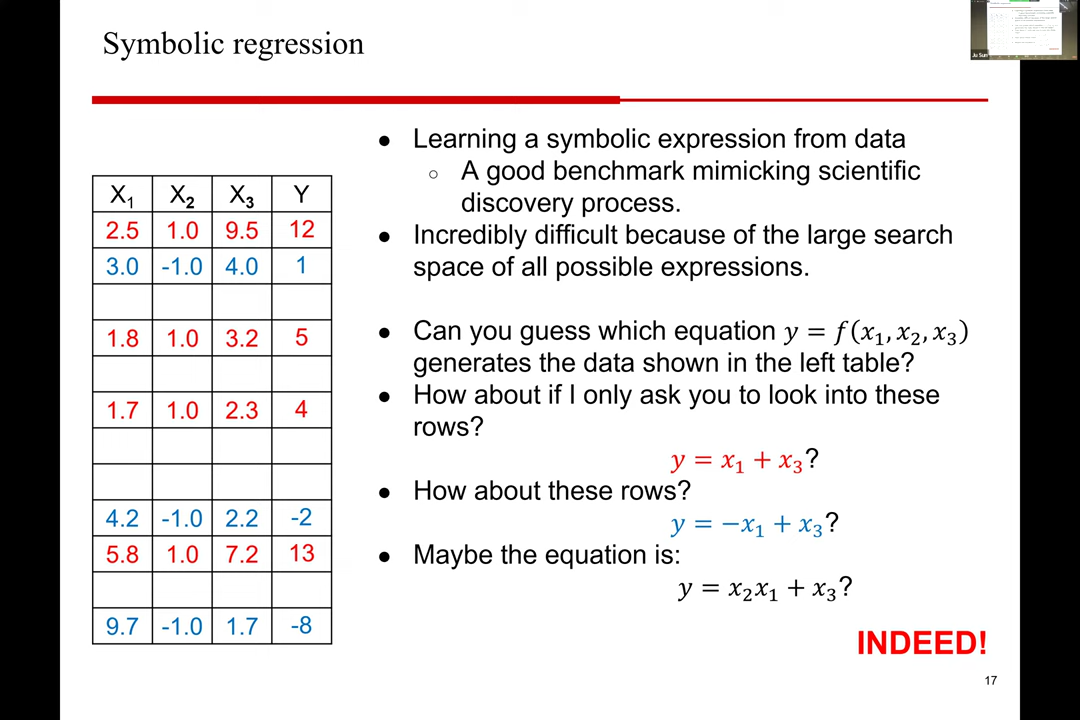 Symbolic regression
Ju Sun
X₁ X₂ X₃ Y
2.5 1.0 9.5 12
3.0 -1.0 4.0 1
1.8 1.0 3.2 5
1.7 1.0 2.3 4
4.2 -1.0 2.2 -2
5.8 1.0 7.2 13
9.7 -1.0 1.7 -8
● Learning a symbolic expression from data
○ A good benchmark mimicking scientific
discovery process.
● Incredibly difficult because of the large search
space of all possible expressions.
● Can you guess which equation y = f(x₁, x₂, x₃)
generates the data shown in the left table?
● How about if I only ask you to look into these
rows?
y = x₁ + x₃?
● How about these rows?
y = −x₁ + x₃?
● Maybe the equation is:
y = x₂x₁ + x₃?
INDEED!
17